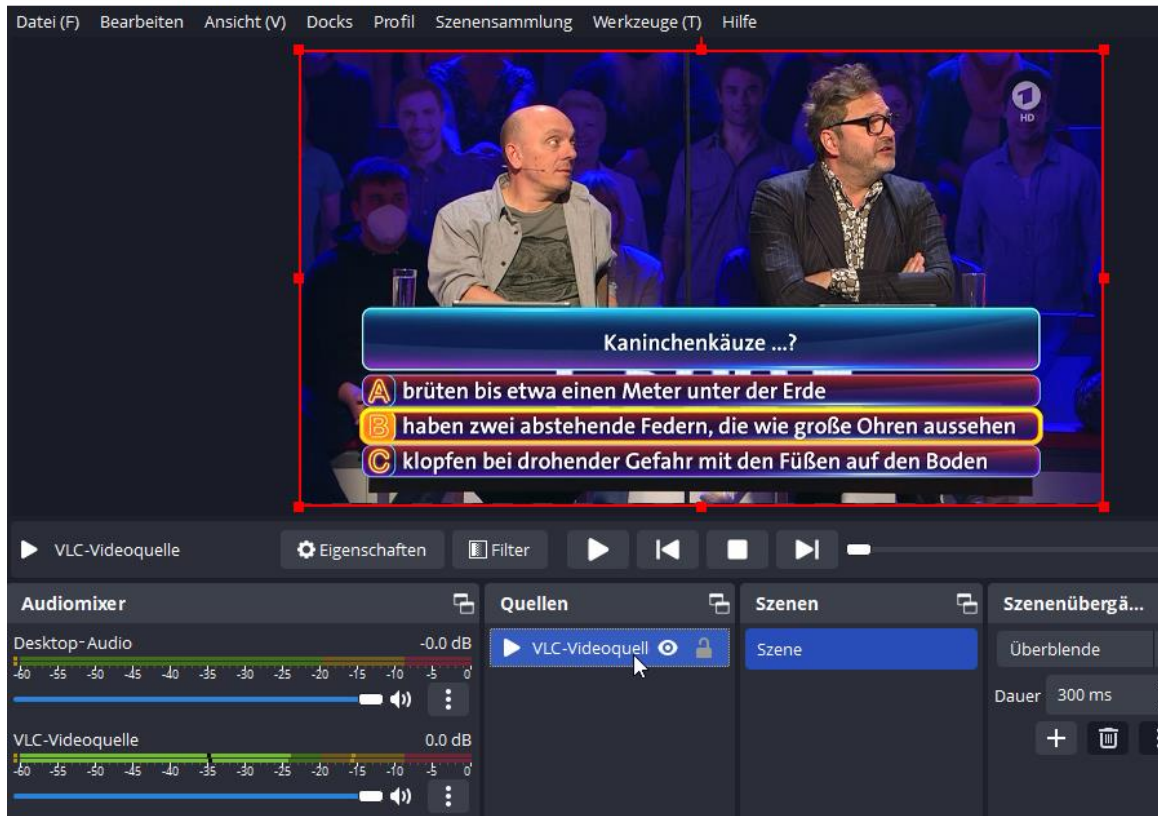 Datei (F) Bearbeiten Ansicht (V) Docks Profil Szenensammlung Werkzeuge (T) Hilfe
1
HD
Kaninchenkäuze ...?
A brüten bis etwa einen Meter unter der Erde
B haben zwei abstehende Federn, die wie große Ohren aussehen
C klopfen bei drohender Gefahr mit den Füßen auf den Boden
VLC-Videoquelle Eigenschaften Filter
Audiomixer Quellen Szenen Szenenübergä...
Desktop-Audio -0.0 dB VLC-Videoquell Szene Überblende
-60 -55 -50 -45 -40 -35 -30 -25 -20 -15 -10 -5 0
Dauer 300 ms
VLC-Videoquelle 0.0 dB
-60 -55 -50 -45 -40 -35 -30 -25 -20 -15 -10 -5 0